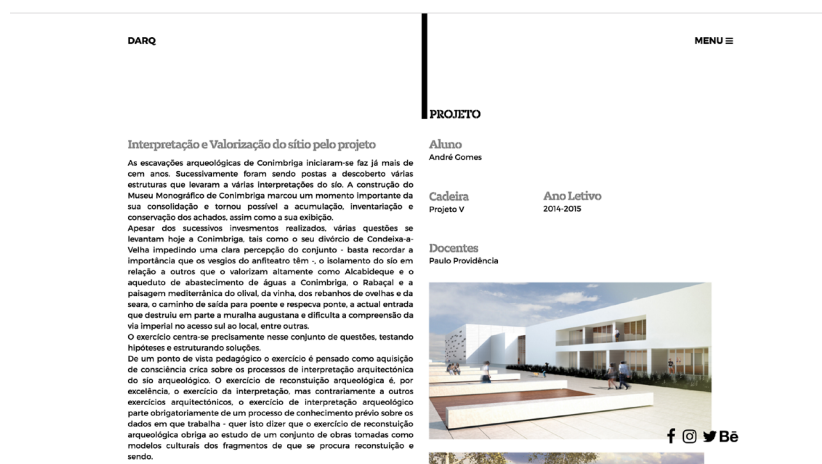 DARQ
MENU
PROJETO
Interpretação e Valorização do sítio pelo projeto
As escavações arqueológicas de Conimbriga iniciaram-se faz já mais de
cem anos. Sucessivamente foram sendo postas a descoberto várias
estruturas que levaram a várias interpretações do sío. A construção do
Museu Monográfico de Conimbriga marcou um momento importante da
sua consolidação e tornou possível a acumulação, inventariação e
conservação dos achados, assim como a sua exibição.
Apesar dos sucessivos invesmentos realizados, várias questões se
levantam hoje a Conimbriga, tais como o seu divórcio de Condeixa-a-
Velha impedindo uma clara percepção do conjunto - basta recordar a
importância que os vesgios do anfiteatro têm -, o isolamento do sío em
relação a outros que o valorizam altamente como Alcabideque e o
aqueduto de abastecimento de águas a Conimbriga, o Rabaçal e a
paisagem mediterrânica do olival, da vinha, dos rebanhos de ovelhas e da
seara, o caminho de saída para poente e respecva ponte, a actual entrada
que destruiu em parte a muralha augustana e dificulta a compreensão da
via imperial no acesso sul ao local, entre outras.
O exercício centra-se precisamente nesse conjunto de questões, testando
hipóteses e estruturando soluções.
De um ponto de vista pedagógico o exercício é pensado como aquisição
de consciência críca sobre os processos de interpretação arquitectónica
do sío arqueológico. O exercício de reconstuição arqueológica é, por
excelência, o exercício da interpretação, mas contrariamente a outros
exercícios arquitectónicos, o exercício de interpretação arqueológico
parte obrigatoriamente de um processo de conhecimento prévio sobre os
dados em que trabalha - quer isto dizer que o exercício de reconstuição
arqueológica obriga ao estudo de um conjunto de obras tomadas como
modelos culturais dos fragmentos de que se procura reconstuição e
sendo.
Aluno
André Gomes
Cadeira
Projeto V
Ano Letivo
2014-2015
Docentes
Paulo Providência
Bē